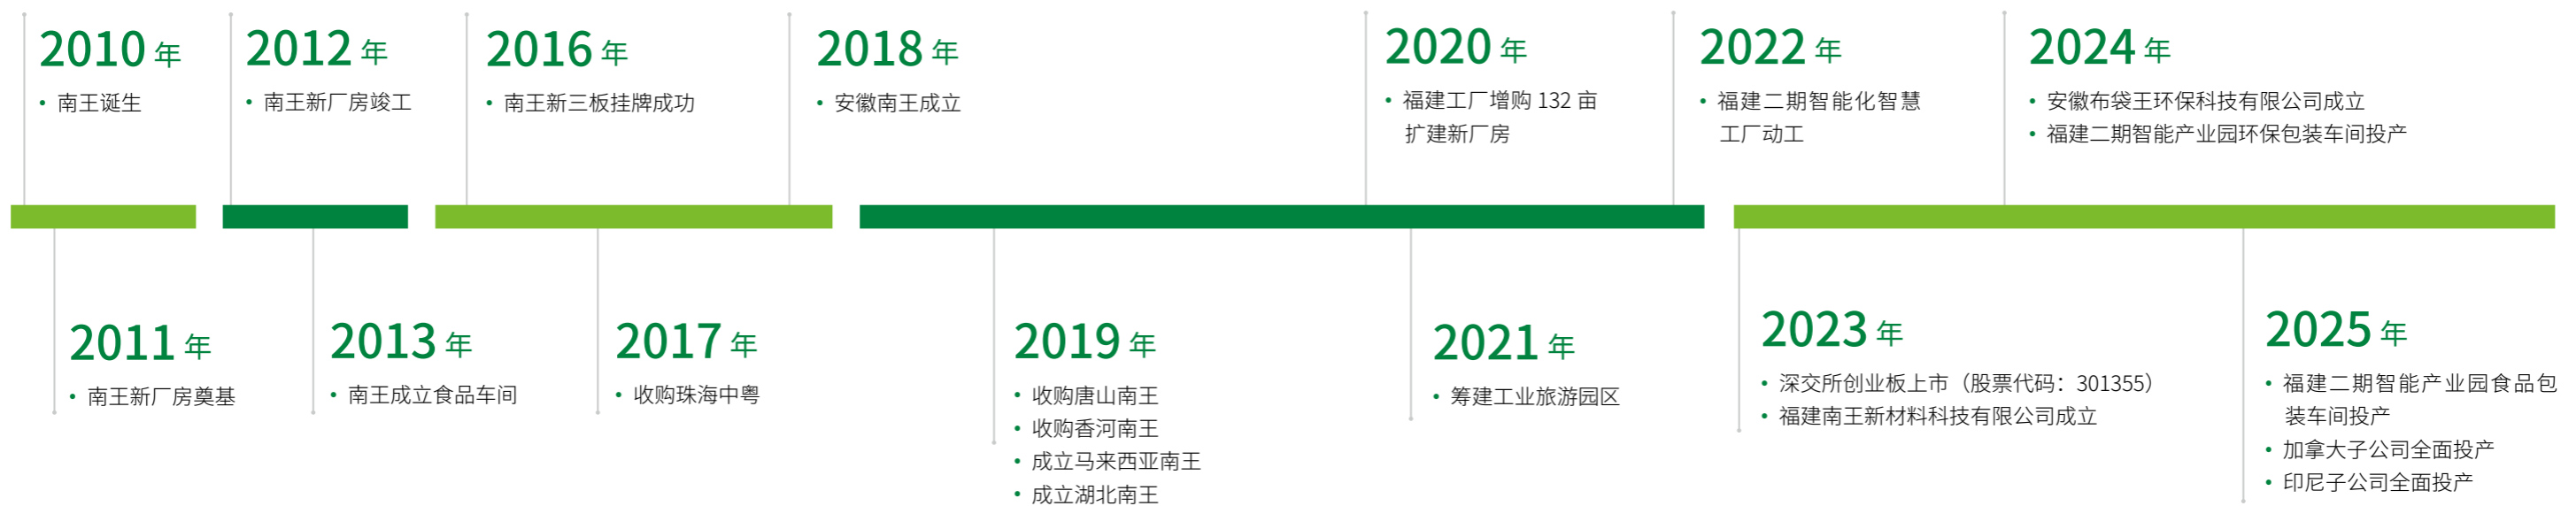 2010 年
• 南王诞生
2011 年
• 南王新厂房奠基
2012 年
• 南王新厂房竣工
2013 年
• 南王成立食品车间
2016 年
• 南王新三板挂牌成功
2017 年
• 收购珠海中粤
2018 年
• 安徽南王成立
2019 年
• 收购唐山南王
• 收购香河南王
• 成立马来西亚南王
• 成立湖北南王
2020 年
• 福建工厂增购 132 亩
扩建新厂房
2021 年
• 筹建工业旅游园区
2022 年
• 福建二期智能化智慧
工厂动工
2023 年
• 深交所创业板上市（股票代码：301355）
• 福建南王新材料科技有限公司成立
2024 年
• 安徽布袋王环保科技有限公司成立
• 福建二期智能产业园环保包装车间投产
2025 年
• 福建二期智能产业园食品包
装车间投产
• 加拿大子公司全面投产
• 印尼子公司全面投产